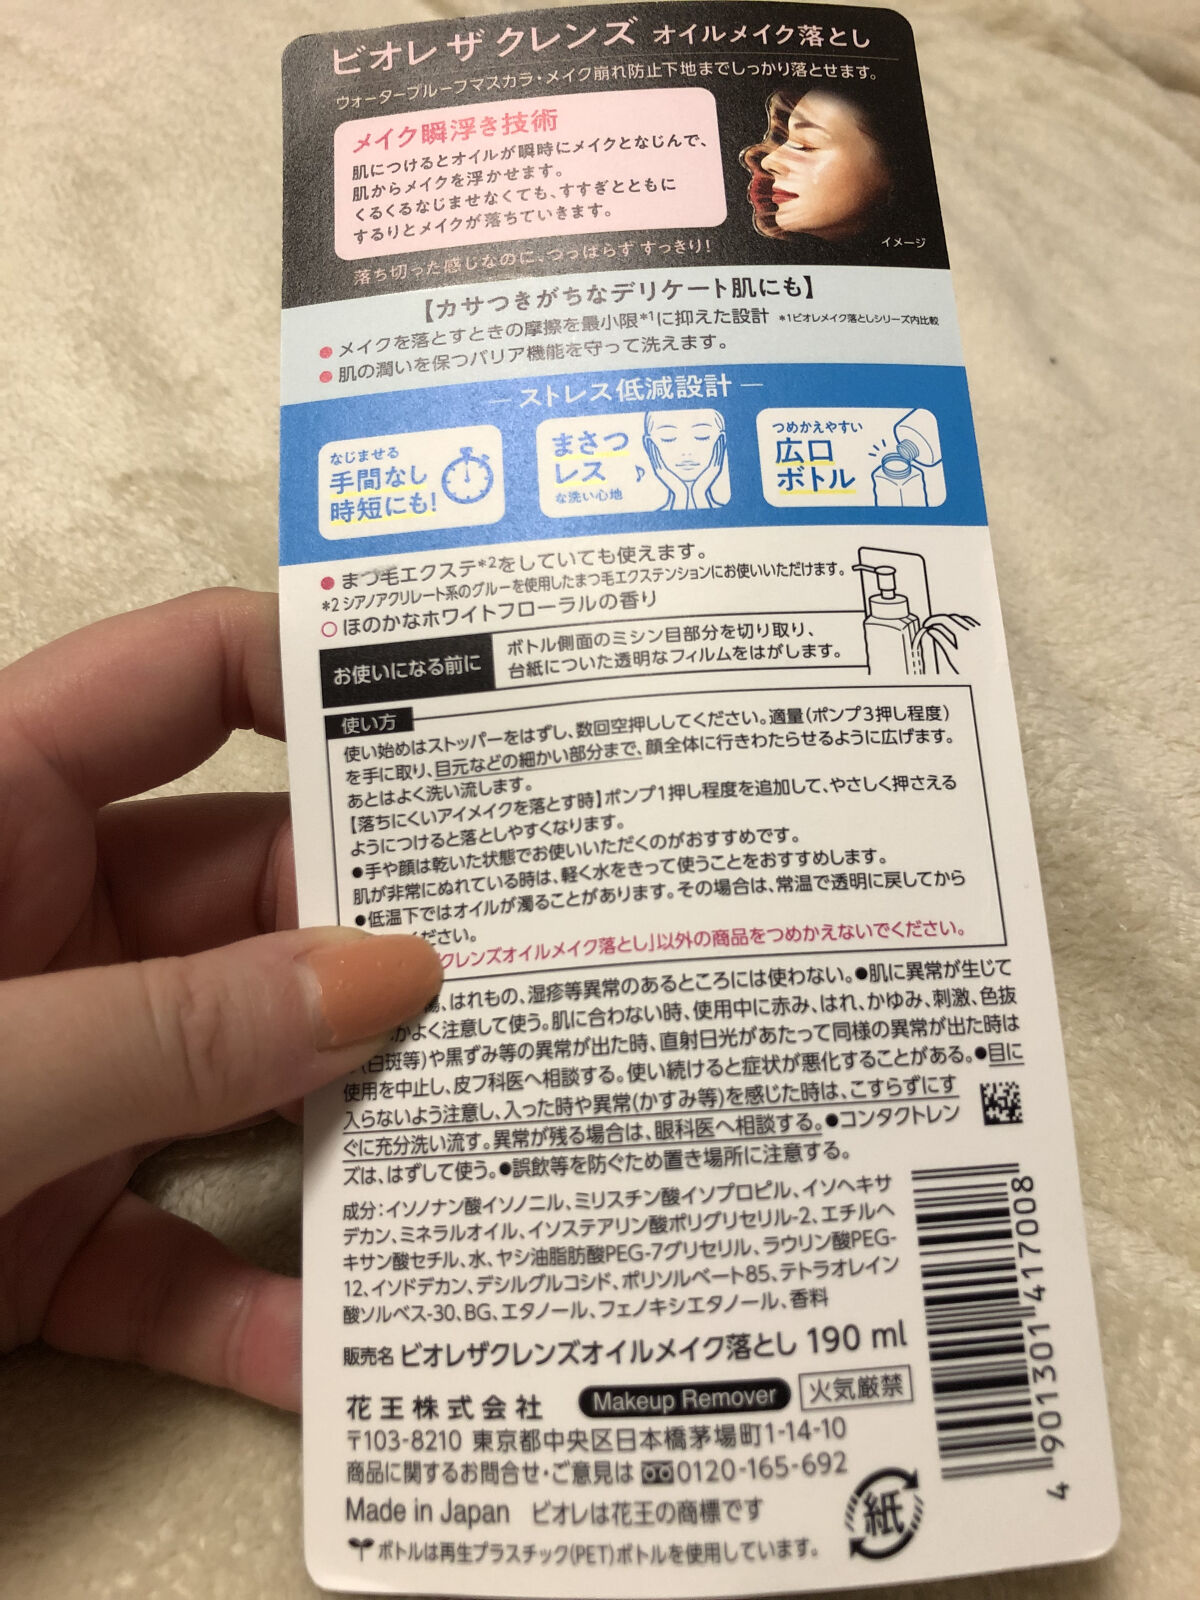 ビオレ ザ クレンズ オイルメイク落とし
ウォータープルーフマスカラ・メイク崩れ防止下地までしっかり落とせます。
メイク瞬浮き技術
肌につけるとオイルが瞬時にメイクとなじんで、
肌からメイクを浮かせます。
くるくるなじませなくても、すすぎとともに
するりとメイクが落ちていきます。
イメージ
落ち切った感じなのに、つっぱらず すっきり！
【カサつきがちなデリケート肌にも】
●メイクを落とすときの摩擦を最小限*1に抑えた設計 *1ビオレメイク落としシリーズ内比較
●肌の潤いを保つバリア機能を守って洗えます。
ストレス低減設計
なじませる
手間なし
時短にも！
まさつ
レス
な洗い心地
つめかえやすい
広口
ボトル
●まつ毛エクステ*2をしていても使えます。
*2 シアノアクリレート系のグルーを使用したまつ毛エクステンションにお使いいただけます。
○ほのかなホワイトフローラルの香り
お使いになる前に
ボトル側面のミシン目部分を切り取り、
台紙についた透明なフィルムをはがします。
使い方
使い始めはストッパーをはずし、数回空押ししてください。適量(ポンプ3押し程度)
を手に取り、目元などの細かい部分まで、顔全体に行きわたらせるように広げます。
あとはよく洗い流します。
【落ちにくいアイメイクを落とす時】ポンプ1押し程度を追加して、やさしく押さえる
ようにつけると落としやすくなります。
●手や顔は乾いた状態でお使いいただくのがおすすめです。
肌が非常にぬれている時は、軽く水をきって使うことをおすすめします。
●低温下ではオイルが濁ることがあります。その場合は、常温で透明に戻してから
ください。
クレンズオイルメイク落とし」以外の商品をつめかえないでください。
、はれもの、湿疹等異常のあるところには使わない。●肌に異常が生じて
かよく注意して使う。肌に合わない時、使用中に赤み、はれ、かゆみ、刺激、色抜
(白斑等)や黒ずみ等の異常が出た時、直射日光があたって同様の異常が出た時は
使用を中止し、皮フ科医へ相談する。使い続けると症状が悪化することがある。●目に
入らないよう注意し、入った時や異常(かすみ等)を感じた時は、こすらずにす
ぐに充分洗い流す。異常が残る場合は、眼科医へ相談する。●コンタクトレン
ズは、はずして使う。●誤飲等を防ぐため置き場所に注意する。
成分:イソノナン酸イソノニル、ミリスチン酸イソプロピル、イソヘキサ
デカン、ミネラルオイル、イソステアリン酸ポリグリセリル-2、エチルヘ
キサン酸セチル、水、ヤシ油脂肪酸PEG-7グリセリル、ラウリン酸PEG-
12、イソドデカン、デシルグルコシド、ポリソルベート85、テトラオレイン
酸ソルベス-30、BG、エタノール、フェノキシエタノール、香料
販売名 ビオレザクレンズオイルメイク落とし 190 ml
花王株式会社 Makeup Remover 火気厳禁
〒103-8210 東京都中央区日本橋茅場町1-14-10
商品に関するお問合せ・ご意見は 0120-165-692
Made in Japan ビオレは花王の商標です
ボトルは再生プラスチック(PET)ボトルを使用しています。
紙
4 901301 417008